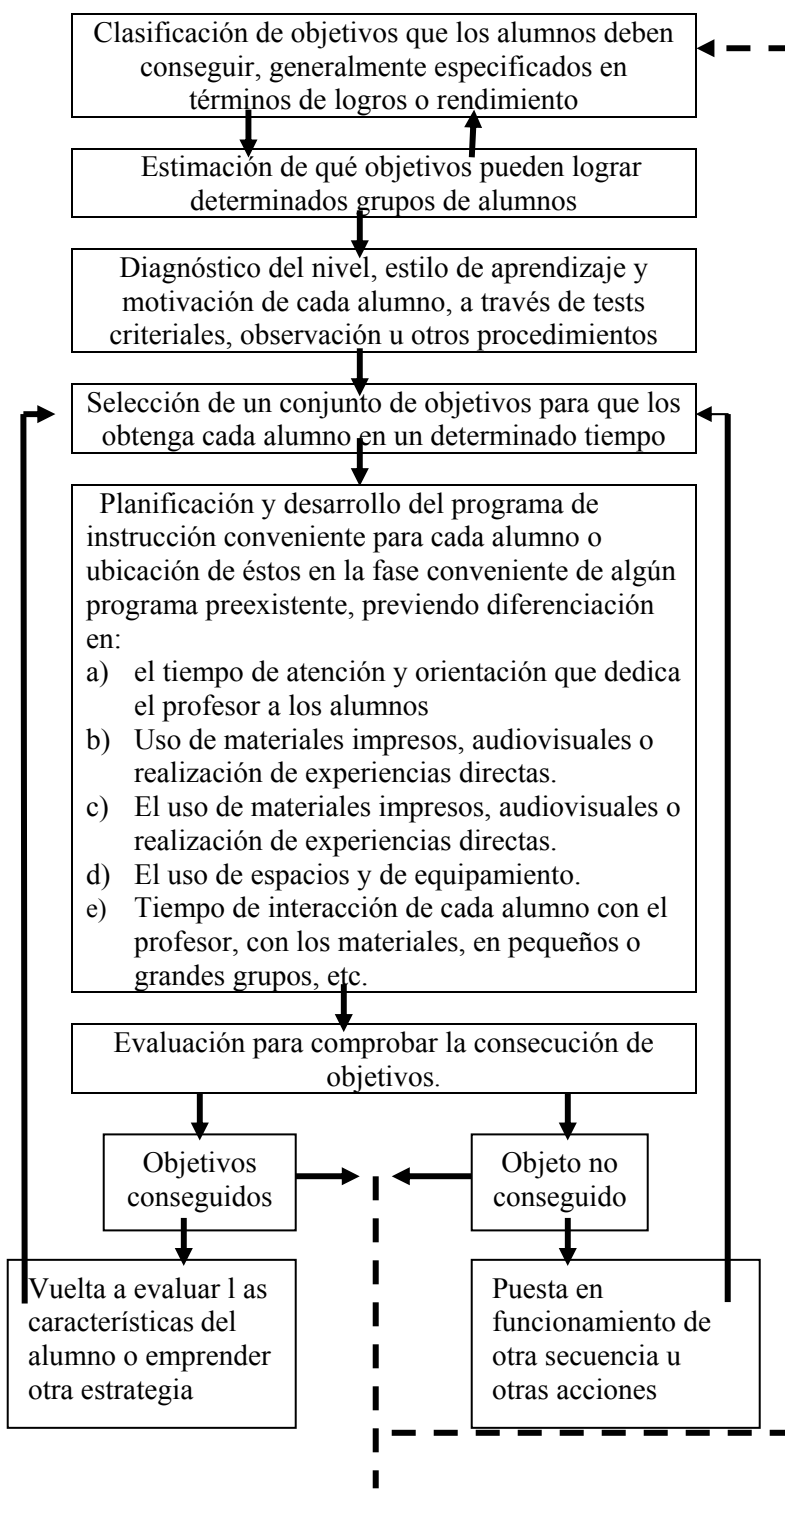 Clasificación de objetivos que los alumnos deben
conseguir, generalmente especificados en
términos de logros o rendimiento
Estimación de qué objetivos pueden lograr
determinados grupos de alumnos
Diagnóstico del nivel, estilo de aprendizaje y
motivación de cada alumno, a través de tests
criteriales, observación u otros procedimientos
Selección de un conjunto de objetivos para que los
obtenga cada alumno en un determinado tiempo
Planificación y desarrollo del programa de
instrucción conveniente para cada alumno o
ubicación de éstos en la fase conveniente de algún
programa preexistente, previendo diferenciación
en:
a) el tiempo de atención y orientación que dedica
el profesor a los alumnos
b) Uso de materiales impresos, audiovisuales o
realización de experiencias directas.
c) El uso de materiales impresos, audiovisuales o
realización de experiencias directas.
d) El uso de espacios y de equipamiento.
e) Tiempo de interacción de cada alumno con el
profesor, con los materiales, en pequeños o
grandes grupos, etc.
Evaluación para comprobar la consecución de
objetivos.
Objetivos
conseguidos
Objeto no
conseguido
Vuelta a evaluar l as
características del
alumno o emprender
otra estrategia
Puesta en
funcionamiento de
otra secuencia u
otras acciones